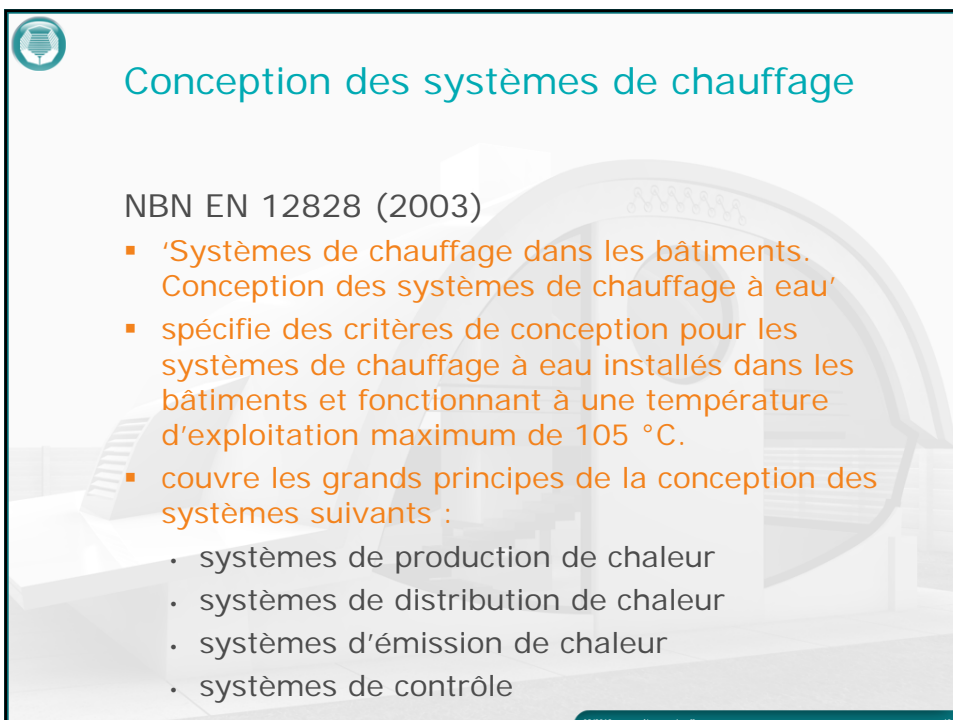 Conception des systèmes de chauffage
NBN EN 12828 (2003)
▪ ‘Systèmes de chauffage dans les bâtiments.
Conception des systèmes de chauffage à eau’
▪ spécifie des critères de conception pour les
systèmes de chauffage à eau installés dans les
bâtiments et fonctionnant à une température
d’exploitation maximum de 105 °C.
▪ couvre les grands principes de la conception des
systèmes suivants :
• systèmes de production de chaleur
• systèmes de distribution de chaleur
• systèmes d’émission de chaleur
• systèmes de contrôle